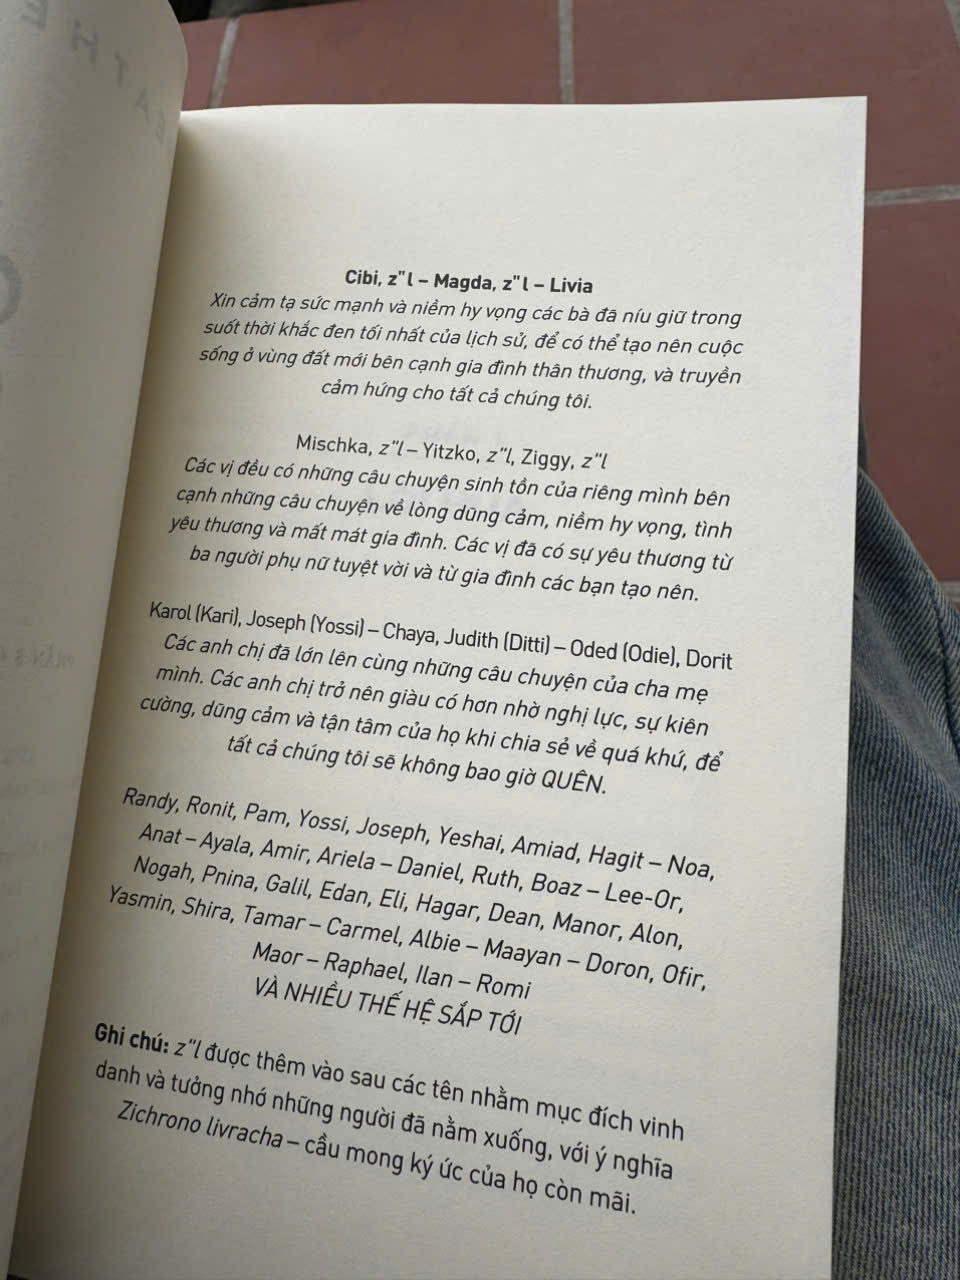 Cibi, z"l – Magda, z"l – Livia
Xin cảm tạ sức mạnh và niềm hy vọng các bà đã níu giữ trong
suốt thời khắc đen tối nhất của lịch sử, để có thể tạo nên cuộc
sống ở vùng đất mới bên cạnh gia đình thân thương, và truyền
cảm hứng cho tất cả chúng tôi.
Mischka, z"l – Yitzko, z"l, Ziggy, z"l
Các vị đều có những câu chuyện sinh tồn của riêng mình bên
cạnh những câu chuyện về lòng dũng cảm, niềm hy vọng, tình
yêu thương và mất mát gia đình. Các vị đã có sự yêu thương từ
ba người phụ nữ tuyệt vời và từ gia đình các bạn tạo nên.
Karol (Kari), Joseph (Yossi) – Chaya, Judith (Ditti) – Oded (Odie), Dorit
Các anh chị đã lớn lên cùng những câu chuyện của cha mẹ
mình. Các anh chị trở nên giàu có hơn nhờ nghị lực, sự kiên
cường, dũng cảm và tận tâm của họ khi chia sẻ về quá khứ, để
tất cả chúng tôi sẽ không bao giờ QUÊN.
Randy, Ronit, Pam, Yossi, Joseph, Yeshai, Amiad, Hagit – Noa,
Anat – Ayala, Amir, Ariela – Daniel, Ruth, Boaz – Lee-Or,
Nogah, Pnina, Galil, Edan, Eli, Hagar, Dean, Manor, Alon,
Yasmin, Shira, Tamar – Carmel, Albie – Maayan – Doron, Ofir,
Maor – Raphael, Ilan – Romi
VÀ NHIỀU THẾ HỆ SẮP TỚI
Ghi chú: z"l được thêm vào sau các tên nhằm mục đích vinh
danh và tưởng nhớ những người đã nằm xuống, với ý nghĩa
Zichrono livracha – cầu mong ký ức của họ còn mãi.